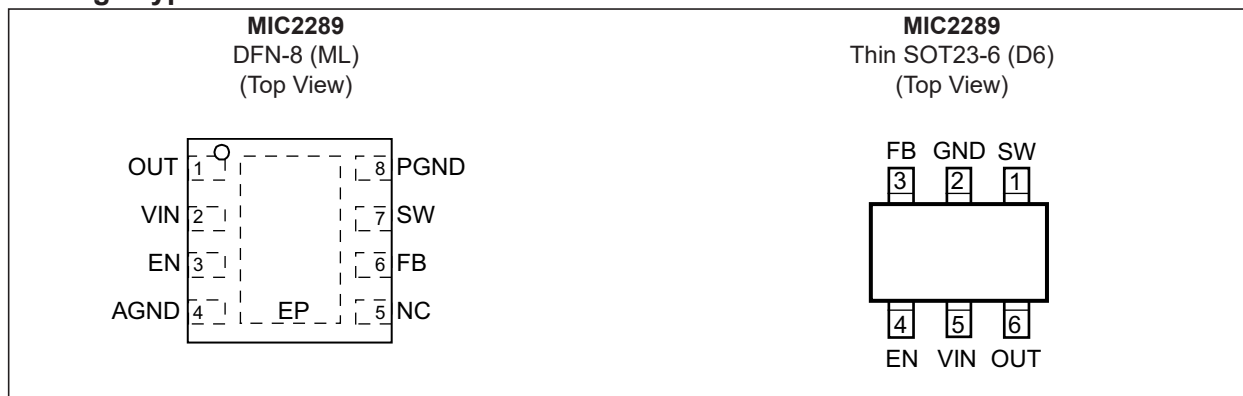 MIC2289
DFN-8 (ML)
(Top View)
OUT 1
8 PGND
VIN 2
7 SW
EN 3
6 FB
AGND 4
EP
5 NC
MIC2289
Thin SOT23-6 (D6)
(Top View)
FB GND SW
3 2 1
4 5 6
EN VIN OUT